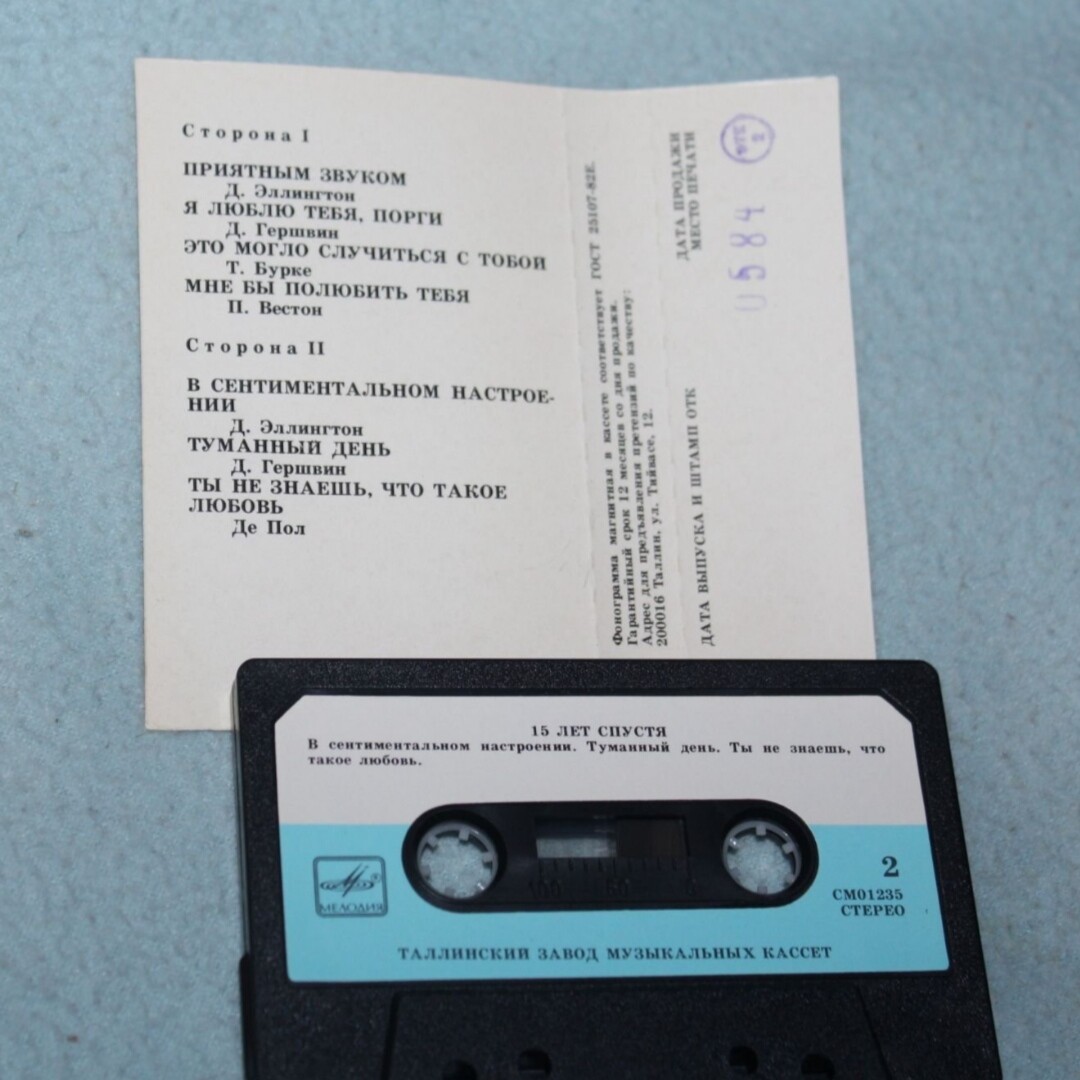 Сторона I
ПРИЯТНЫМ ЗВУКОМ
Д. Эллингтон
Я ЛЮБЛЮ ТЕБЯ, ПОРГИ
Д. Гершвин
ЭТО МОГЛО СЛУЧИТЬСЯ С ТОБОЙ
Т. Бурке
МНЕ БЫ ПОЛЮБИТЬ ТЕБЯ
П. Вестон
Сторона II
В СЕНТИМЕНТАЛЬНОМ НАСТРОЕ-
НИИ
Д. Эллингтон
ТУМАННЫЙ ДЕНЬ
Д. Гершвин
ТЫ НЕ ЗНАЕШЬ, ЧТО ТАКОЕ
ЛЮБОВЬ
Де Пол
Фонограмма магнитная в кассете соответствует ГОСТ 25107-82Е.
Гарантийный срок 12 месяцев со дня продажи.
Адрес для предъявления претензий по качеству:
200016 Таллин, ул. Тийвасе, 12.
ДАТА ПРОДАЖИ
МЕСТО ПЕЧАТИ
ДАТА ВЫПУСКА И ШТАМП ОТК
0584
15 ЛЕТ СПУСТЯ
В сентиментальном настроении. Туманный день. Ты не знаешь, что
такое любовь.
100 50 0
МЕЛОДИЯ
2
СМ01235
СТЕРЕО
ТАЛЛИНСКИЙ ЗАВОД МУЗЫКАЛЬНЫХ КАССЕТ